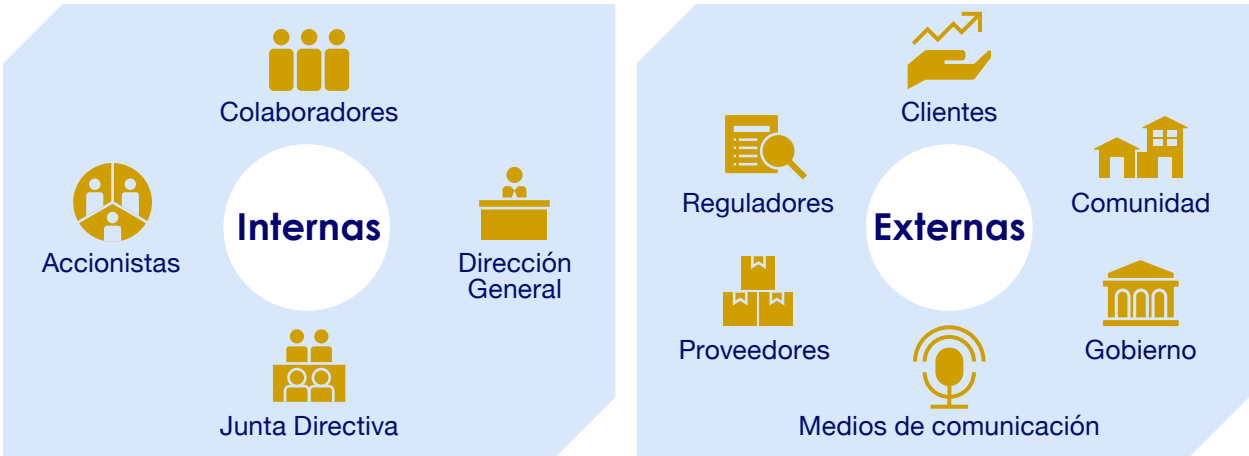 Colaboradores
Accionistas
Internas
Dirección
General
Junta Directiva
Clientes
Reguladores
Comunidad
Externas
Proveedores
Gobierno
Medios de comunicación